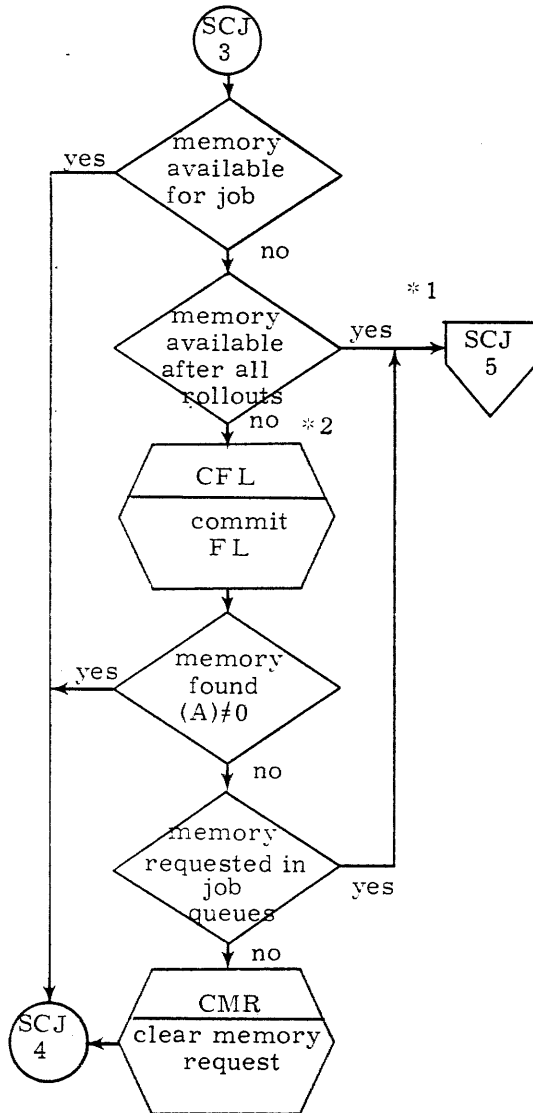 SCJ
3
memory
available
for job
yes
no
*1
memory
available
after all
rollouts
yes
SCJ
5
no
*2
CFL
commit
FL
memory
found
(A)≠0
yes
no
memory
requested in
job
queues
yes
no
CMR
clear memory
request
SCJ
4